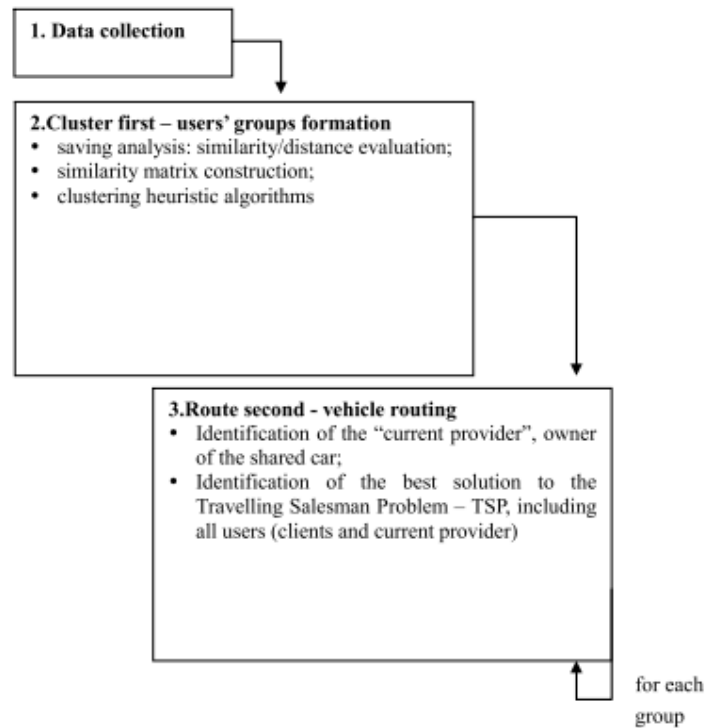 1. Data collection
2.Cluster first – users' groups formation
• saving analysis: similarity/distance evaluation;
• similarity matrix construction;
• clustering heuristic algorithms
3.Route second - vehicle routing
• Identification of the “current provider”, owner
of the shared car;
• Identification of the best solution to the
Travelling Salesman Problem – TSP, including
all users (clients and current provider)
for each
group